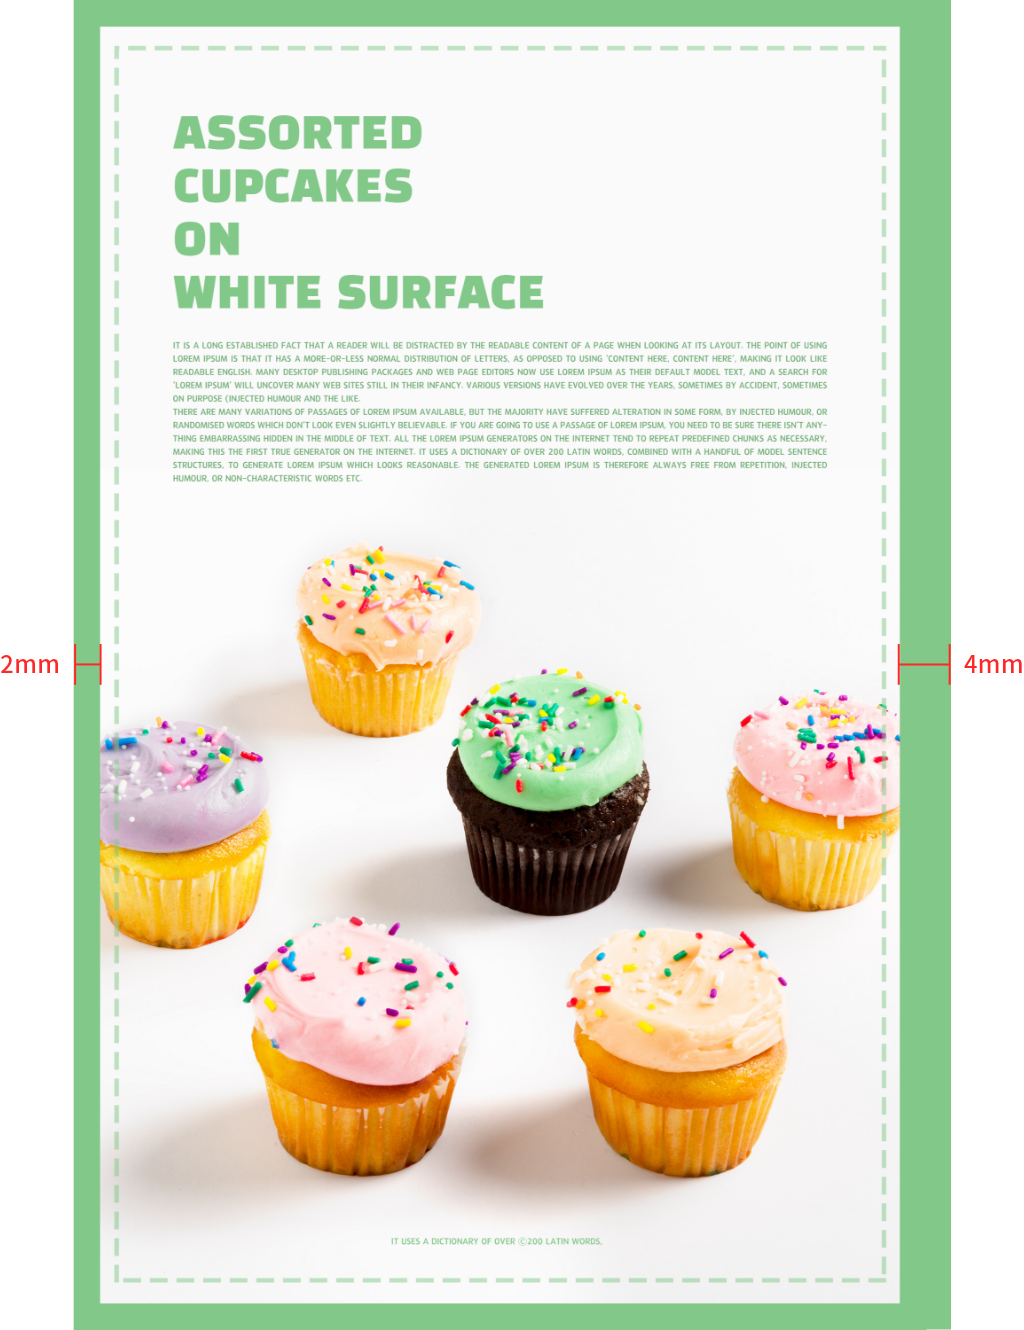 ASSORTED
CUPCAKES
ON
WHITE SURFACE
IT IS A LONG ESTABLISHED FACT THAT A READER WILL BE DISTRACTED BY THE READABLE CONTENT OF A PAGE WHEN LOOKING AT ITS LAYOUT. THE POINT OF USING
LOREM IPSUM IS THAT IT HAS A MORE-OR-LESS NORMAL DISTRIBUTION OF LETTERS, AS OPPOSED TO USING 'CONTENT HERE, CONTENT HERE', MAKING IT LOOK LIKE
READABLE ENGLISH. MANY DESKTOP PUBLISHING PACKAGES AND WEB PAGE EDITORS NOW USE LOREM IPSUM AS THEIR DEFAULT MODEL TEXT, AND A SEARCH FOR
'LOREM IPSUM' WILL UNCOVER MANY WEB SITES STILL IN THEIR INFANCY. VARIOUS VERSIONS HAVE EVOLVED OVER THE YEARS, SOMETIMES BY ACCIDENT, SOMETIMES
ON PURPOSE (INJECTED HUMOUR AND THE LIKE.
THERE ARE MANY VARIATIONS OF PASSAGES OF LOREM IPSUM AVAILABLE, BUT THE MAJORITY HAVE SUFFERED ALTERATION IN SOME FORM, BY INJECTED HUMOUR, OR
RANDOMISED WORDS WHICH DON'T LOOK EVEN SLIGHTLY BELIEVABLE. IF YOU ARE GOING TO USE A PASSAGE OF LOREM IPSUM, YOU NEED TO BE SURE THERE ISN'T ANY-
THING EMBARRASSING HIDDEN IN THE MIDDLE OF TEXT. ALL THE LOREM IPSUM GENERATORS ON THE INTERNET TEND TO REPEAT PREDEFINED CHUNKS AS NECESSARY,
MAKING THIS THE FIRST TRUE GENERATOR ON THE INTERNET. IT USES A DICTIONARY OF OVER 200 LATIN WORDS, COMBINED WITH A HANDFUL OF MODEL SENTENCE
STRUCTURES, TO GENERATE LOREM IPSUM WHICH LOOKS REASONABLE. THE GENERATED LOREM IPSUM IS THEREFORE ALWAYS FREE FROM REPETITION, INJECTED
HUMOUR, OR NON-CHARACTERISTIC WORDS ETC.
2mm
4mm
IT USES A DICTIONARY OF OVER ©200 LATIN WORDS.